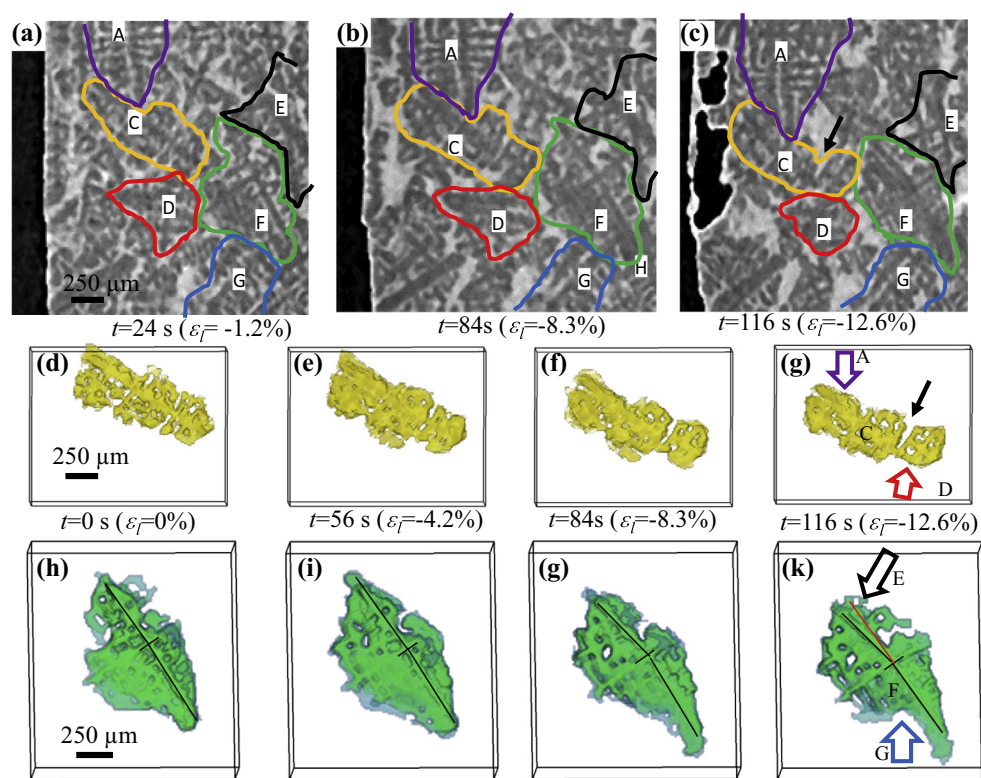 (a) A C E D F G 250 µm
(b) A C E D F G H
(c) A C E D F G
t=24 s (εl= -1.2%) t=84s (εl=-8.3%) t=116 s (εl=-12.6%)
(d) 250 µm
(e)
(f)
(g) A C D
t=0 s (εl=0%) t=56 s (εl=-4.2%) t=84s (εl=-8.3%) t=116 s (εl=-12.6%)
(h) 250 µm
(i)
(g)
(k) E F G